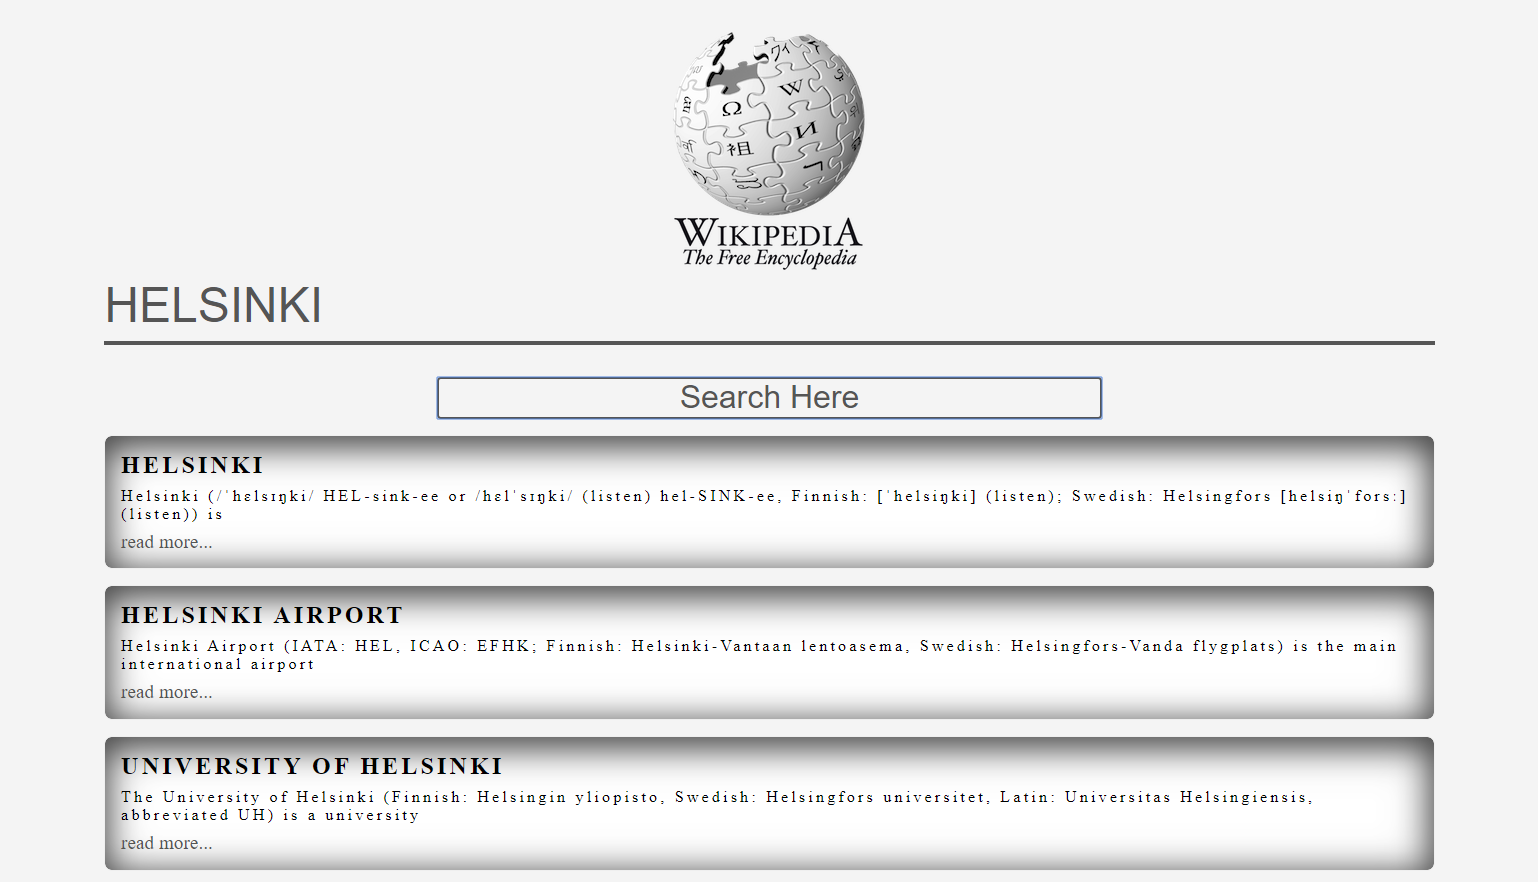 Ω
W
И
祖
WIKIPEDIA
The Free Encyclopedia
HELSINKI
Search Here
HELSINKI
Helsinki (/ˈhɛlsɪŋki/ HEL-sink-ee or /hɛlˈsɪŋki/ (listen) hel-SINK-ee, Finnish: [ˈhelsiŋki] (listen); Swedish: Helsingfors [helsiŋˈforsː]
(listen)) is
read more...
HELSINKI AIRPORT
Helsinki Airport (IATA: HEL, ICAO: EFHK; Finnish: Helsinki-Vantaan lentoasema, Swedish: Helsingfors-Vanda flygplats) is the main
international airport
read more...
UNIVERSITY OF HELSINKI
The University of Helsinki (Finnish: Helsingin yliopisto, Swedish: Helsingfors universitet, Latin: Universitas Helsingiensis,
abbreviated UH) is a university
read more...